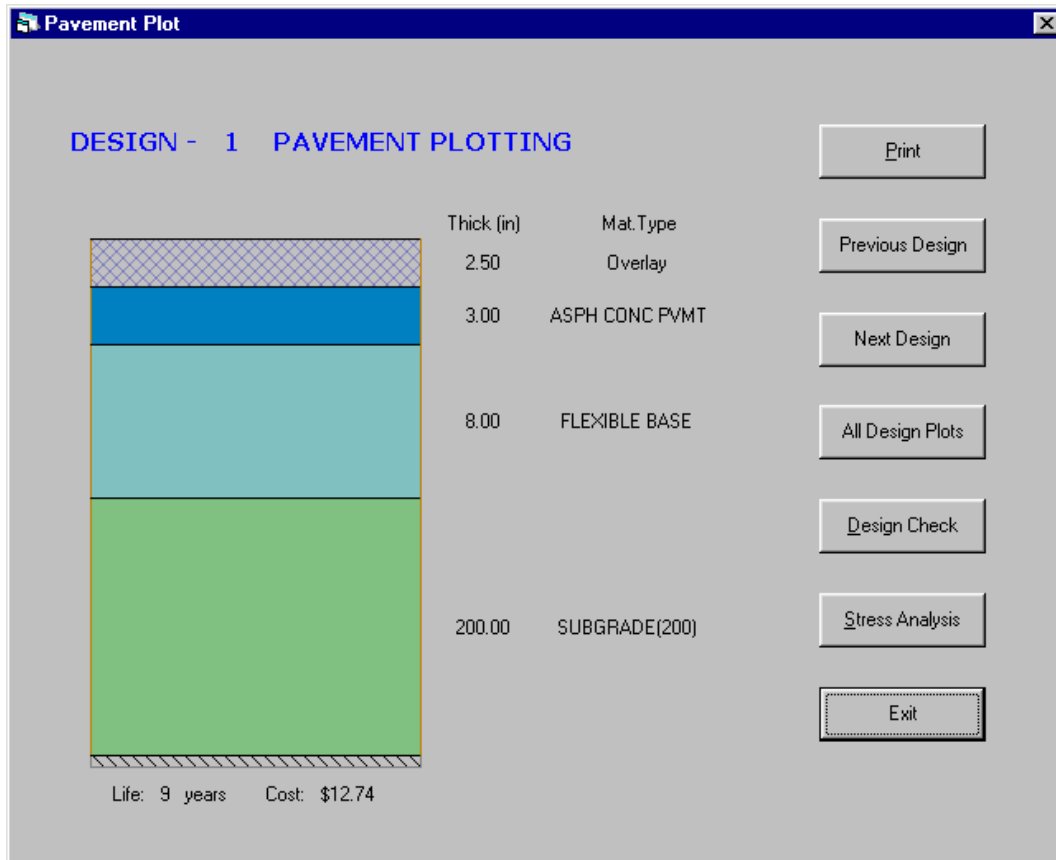 Pavement Plot
DESIGN - 1 PAVEMENT PLOTTING
Thick (in) Mat.Type
2.50 Overlay
3.00 ASPH CONC PVMT
8.00 FLEXIBLE BASE
200.00 SUBGRADE(200)
Life: 9 years Cost: $12.74
Print
Previous Design
Next Design
All Design Plots
Design Check
Stress Analysis
Exit